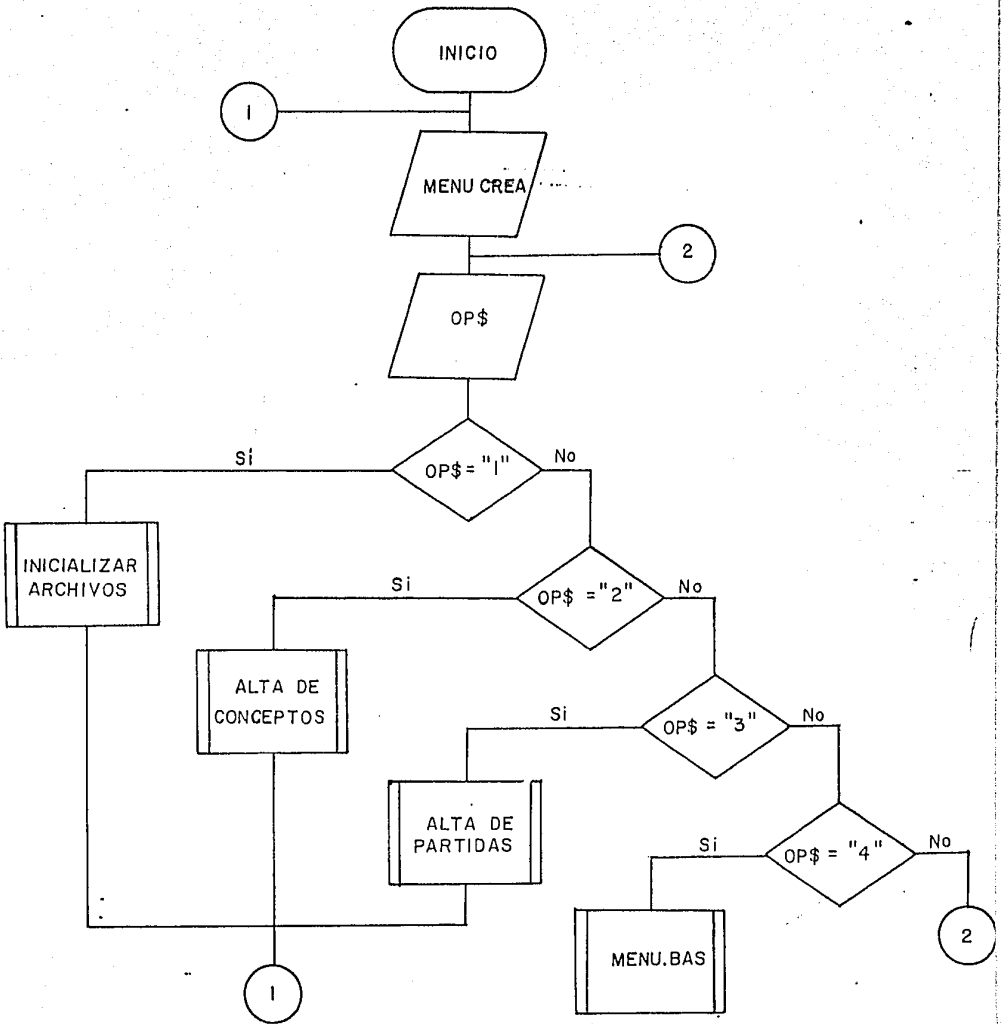 INICIO
1
MENU CREA
2
OP$
OP$ = "1"
Sí
No
INICIALIZAR
ARCHIVOS
OP$ = "2"
Si
No
ALTA DE
CONCEPTOS
OP$ = "3"
Si
No
ALTA DE
PARTIDAS
OP$ = "4"
Si
No
MENU.BAS
2
1